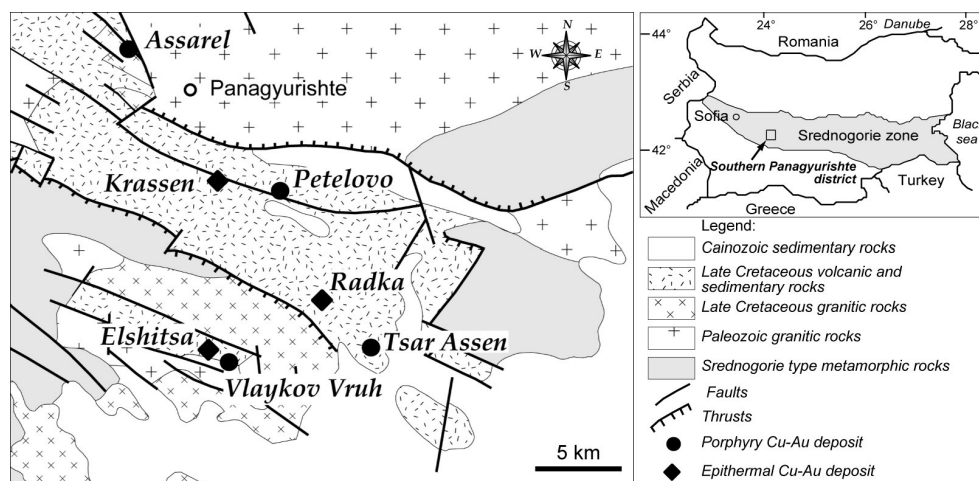 Assarel
Panagyurishte
N
W E
S
Krassen
Petelovo
Radka
Elshitsa
Tsar Assen
Vlaykov Vruh
5 km
24° 26° 28°
44°
Danube
Romania
Serbia
Sofia
Black
sea
Srednogorie zone
42°
Southern Panagyurishte
district
Macedonia
Turkey
Greece
Legend:
Cainozoic sedimentary rocks
Late Cretaceous volcanic and
sedimentary rocks
Late Cretaceous granitic rocks
Paleozoic granitic rocks
Srednogorie type metamorphic rocks
Faults
Thrusts
Porphyry Cu-Au deposit
Epithermal Cu-Au deposit